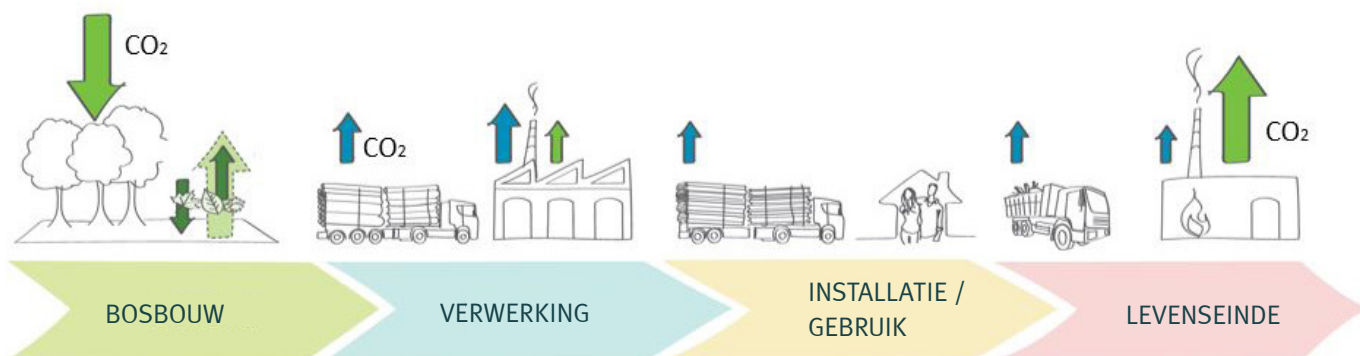 CO₂
CO₂
CO₂
BOSBOUW
VERWERKING
INSTALLATIE /
GEBRUIK
LEVENSEINDE